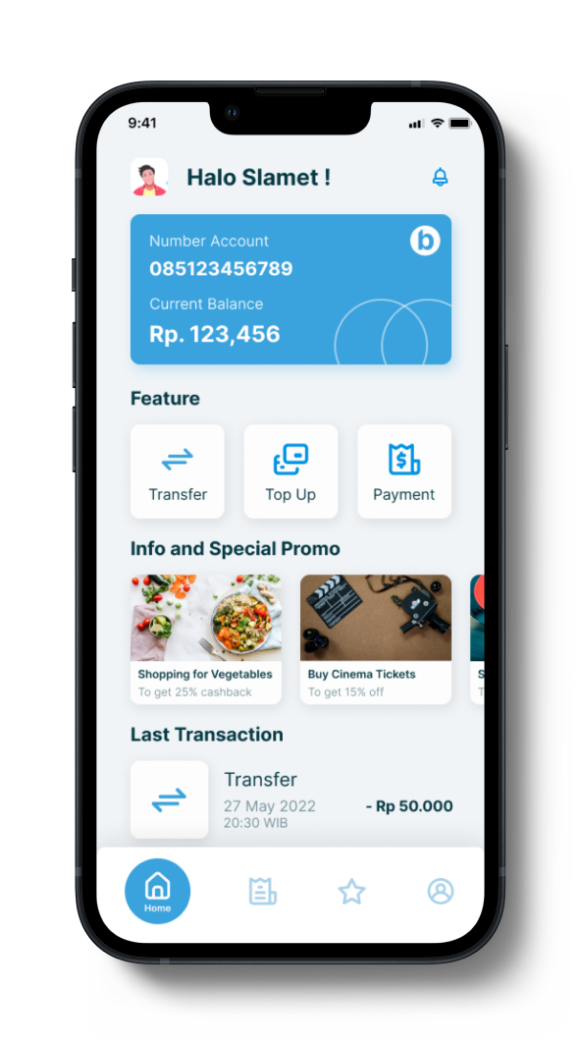 9:41
Halo Slamet !
b
Number Account
085123456789
Current Balance
Rp. 123,456
Feature
Transfer
Top Up
Payment
Info and Special Promo
Shopping for Vegetables
To get 25% cashback
Buy Cinema Tickets
To get 15% off
S
T
Last Transaction
Transfer
27 May 2022
20:30 WIB
- Rp 50.000
Home